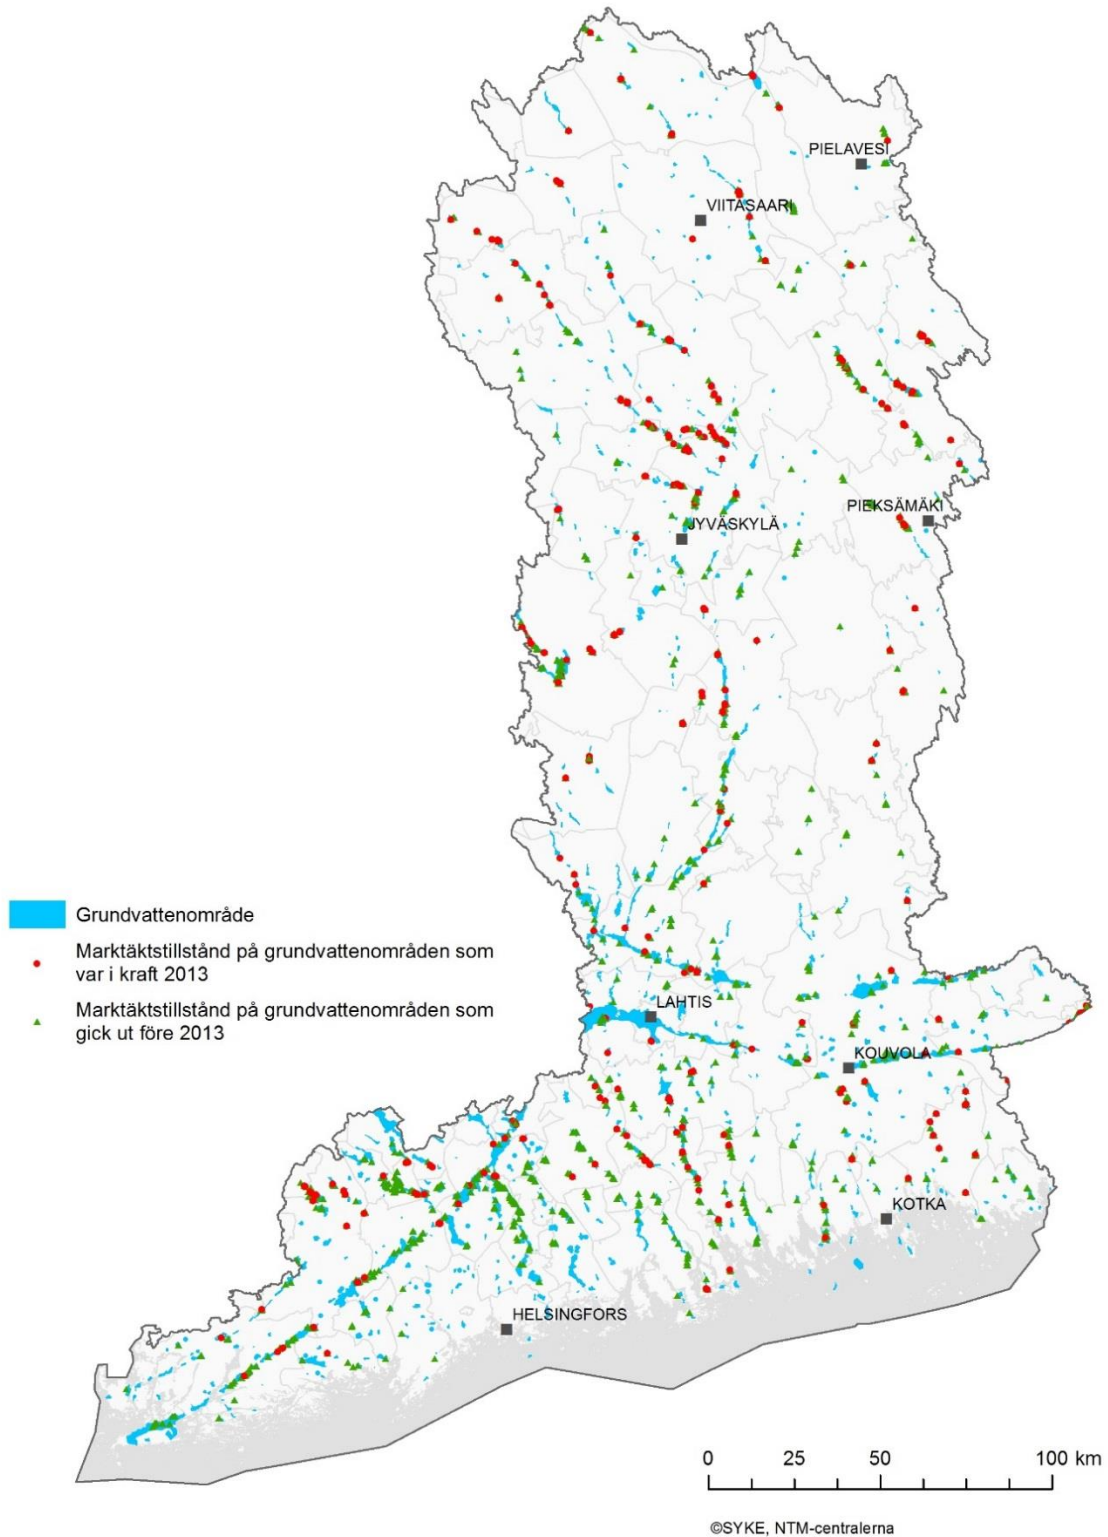 PIELAVESI
VIITASAARI
PIEKSÄMÄKI
JYVÄSKYLÄ
Grundvattenområde
Marktäktstillstånd på grundvattenområden som
var i kraft 2013
Marktäktstillstånd på grundvattenområden som
gick ut före 2013
LAHTIS
KOUVOLA
KOTKA
HELSINGFORS
0 25 50 100 km
©SYKE, NTM-centralerna